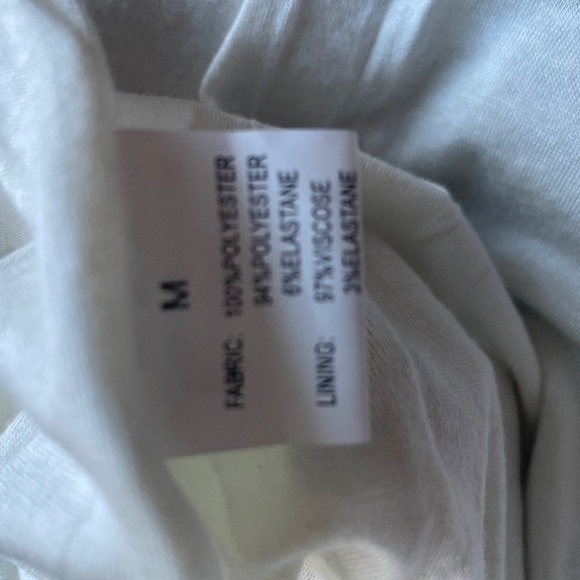 M
FABRIC: 100%POLYESTER
94%POLYESTER
6%ELASTANE
LINING: 97%VISCOSE
3%ELASTANE